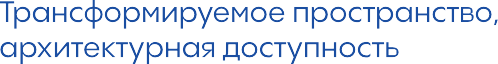 Трансформируемое пространство,
архитектурная доступность